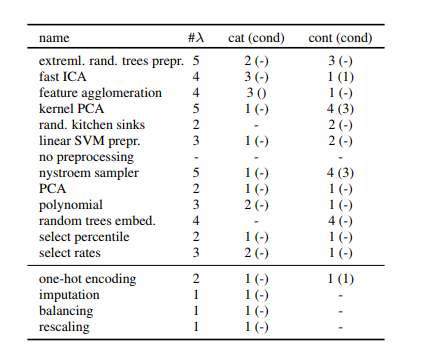 name #λ cat (cond) cont (cond)
extreml. rand. trees prepr. 5 2 (-) 3 (-)
fast ICA 4 3 (-) 1 (1)
feature agglomeration 4 3 () 1 (-)
kernel PCA 5 1 (-) 4 (3)
rand. kitchen sinks 2 - 2 (-)
linear SVM prepr. 3 1 (-) 2 (-)
no preprocessing - - -
nystroem sampler 5 1 (-) 4 (3)
PCA 2 1 (-) 1 (-)
polynomial 3 2 (-) 1 (-)
random trees embed. 4 - 4 (-)
select percentile 2 1 (-) 1 (-)
select rates 3 2 (-) 1 (-)
one-hot encoding 2 1 (-) 1 (1)
imputation 1 1 (-) -
balancing 1 1 (-) -
rescaling 1 1 (-) -